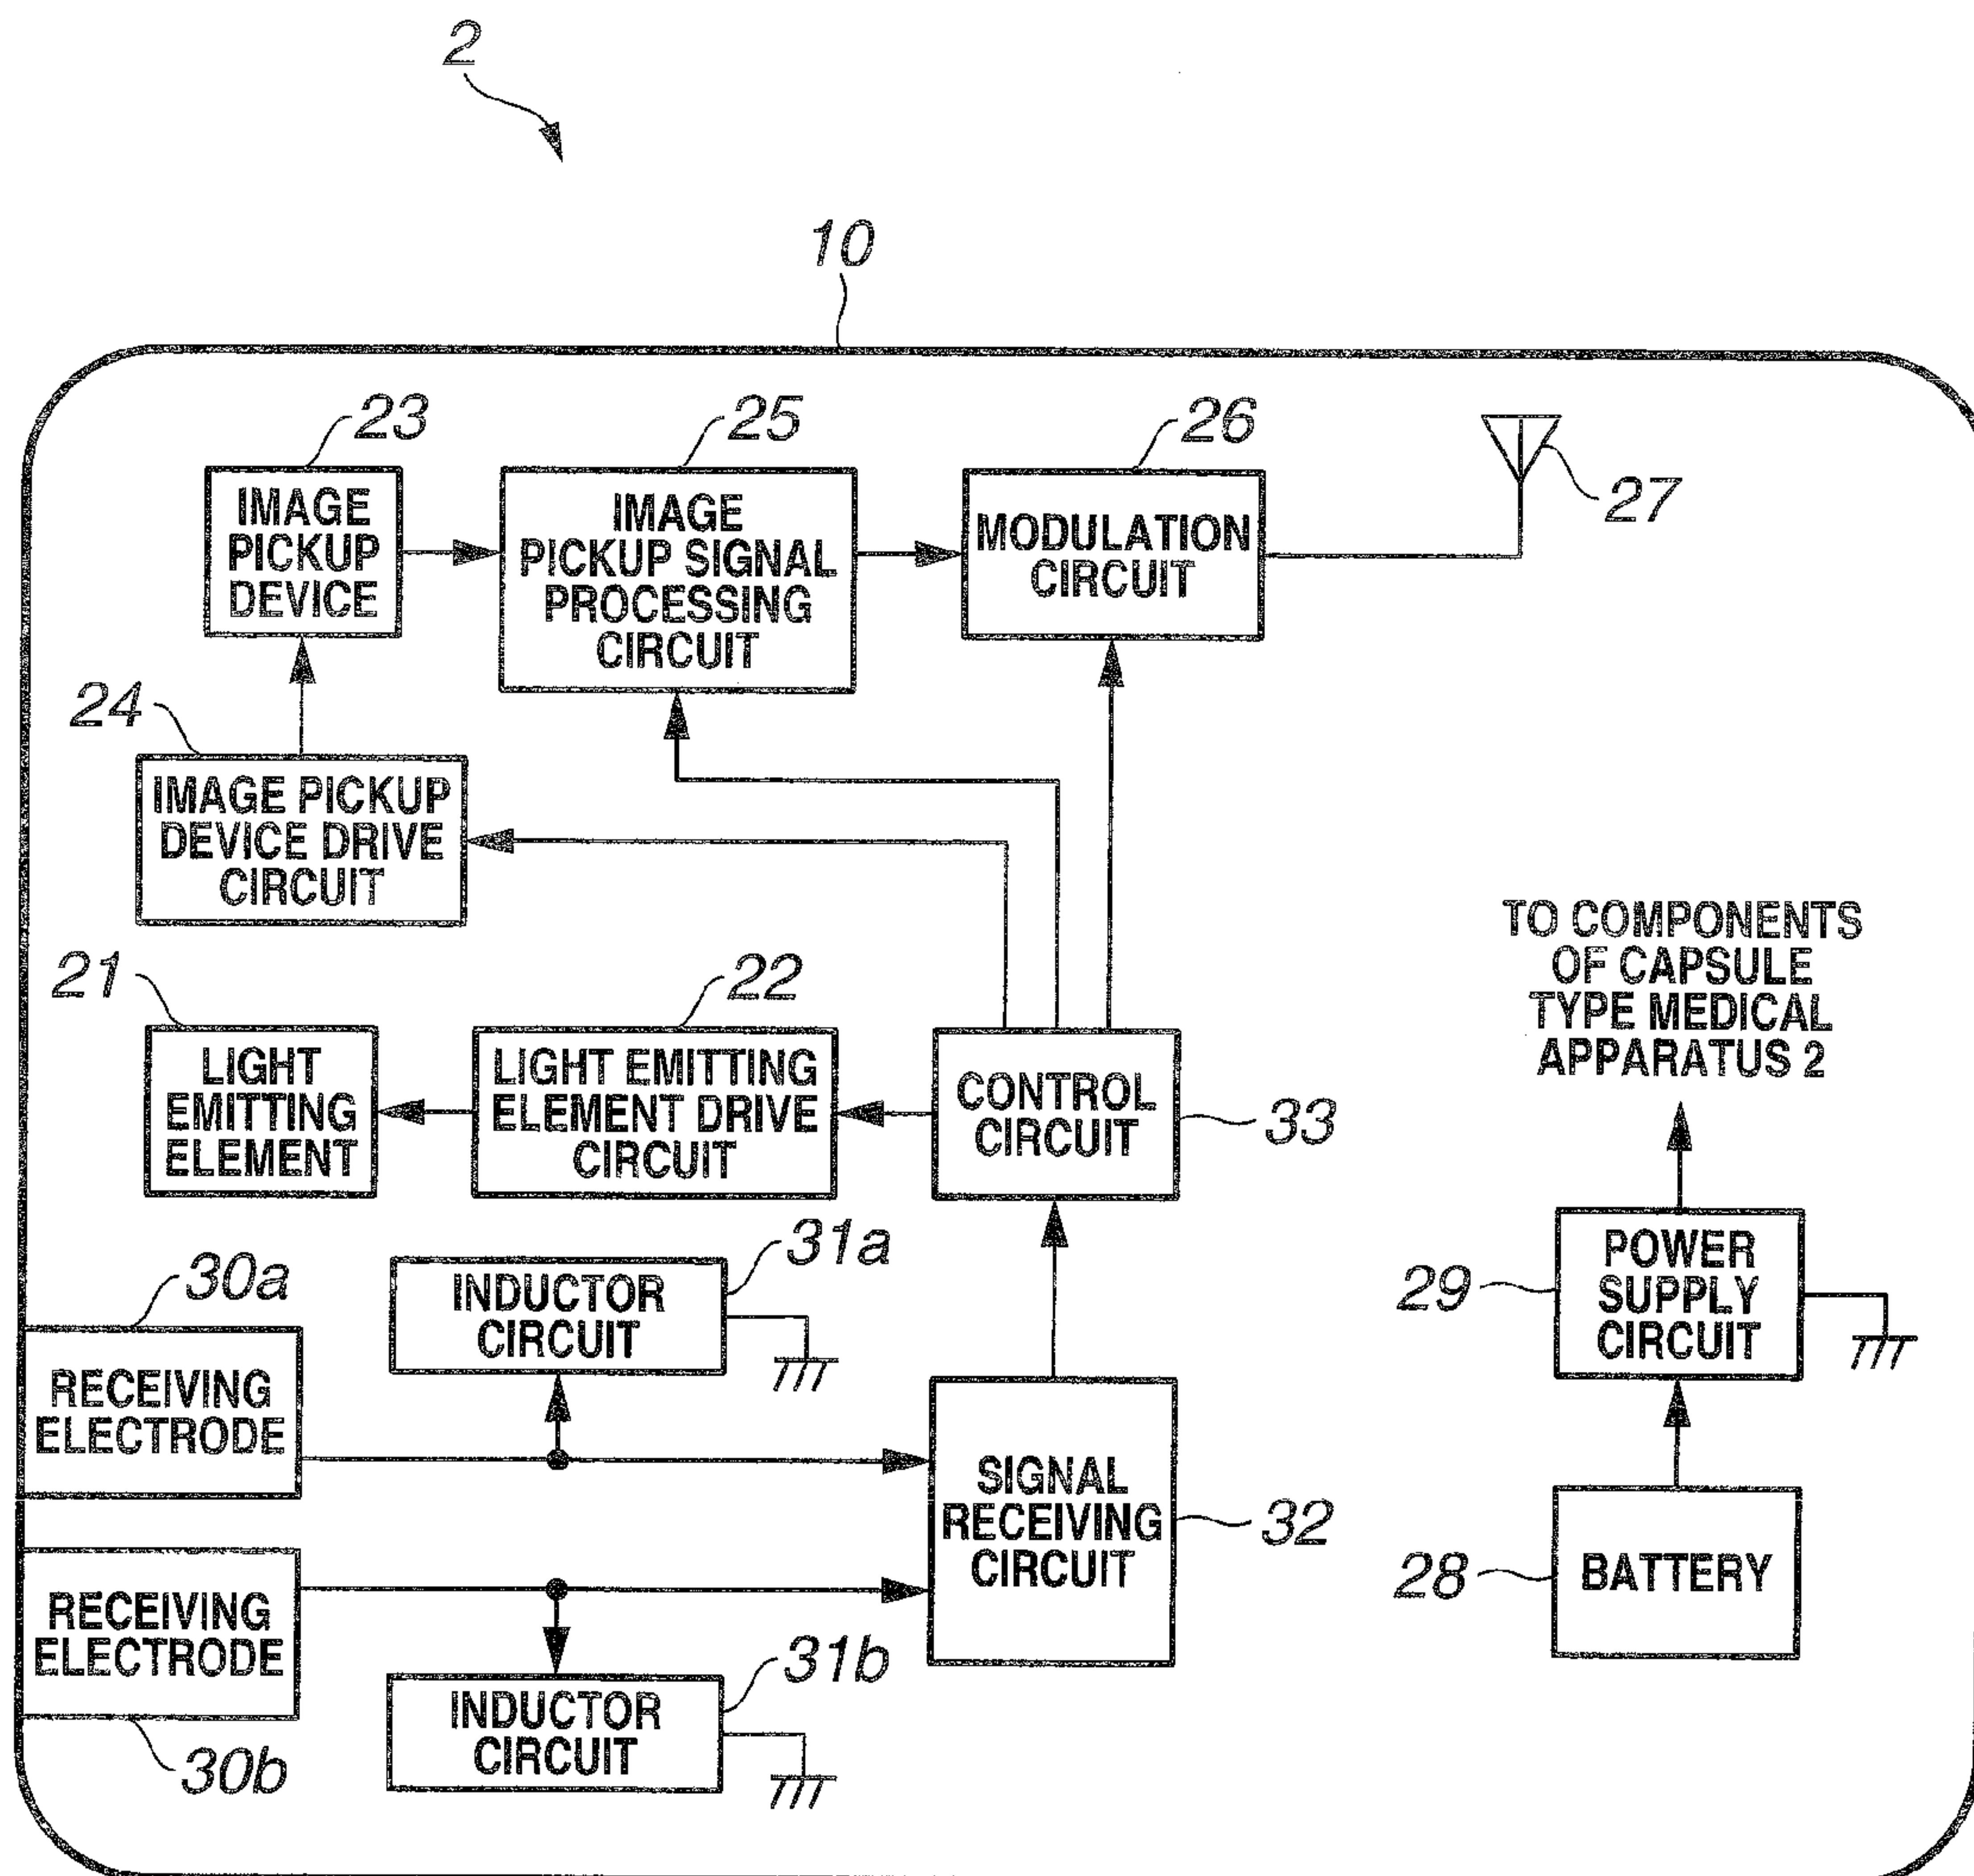 2
10
23
25
26
27
IMAGE
PICKUP
DEVICE
IMAGE
PICKUP SIGNAL
PROCESSING
CIRCUIT
MODULATION
CIRCUIT
24
IMAGE PICKUP
DEVICE DRIVE
CIRCUIT
TO COMPONENTS
OF CAPSULE
TYPE MEDICAL
APPARATUS 2
21
22
LIGHT
EMITTING
ELEMENT
LIGHT EMITTING
ELEMENT DRIVE
CIRCUIT
CONTROL
CIRCUIT
33
30a
INDUCTOR
CIRCUIT
31a
29
POWER
SUPPLY
CIRCUIT
RECEIVING
ELECTRODE
SIGNAL
RECEIVING
CIRCUIT
32
28
BATTERY
RECEIVING
ELECTRODE
30b
INDUCTOR
CIRCUIT
31b